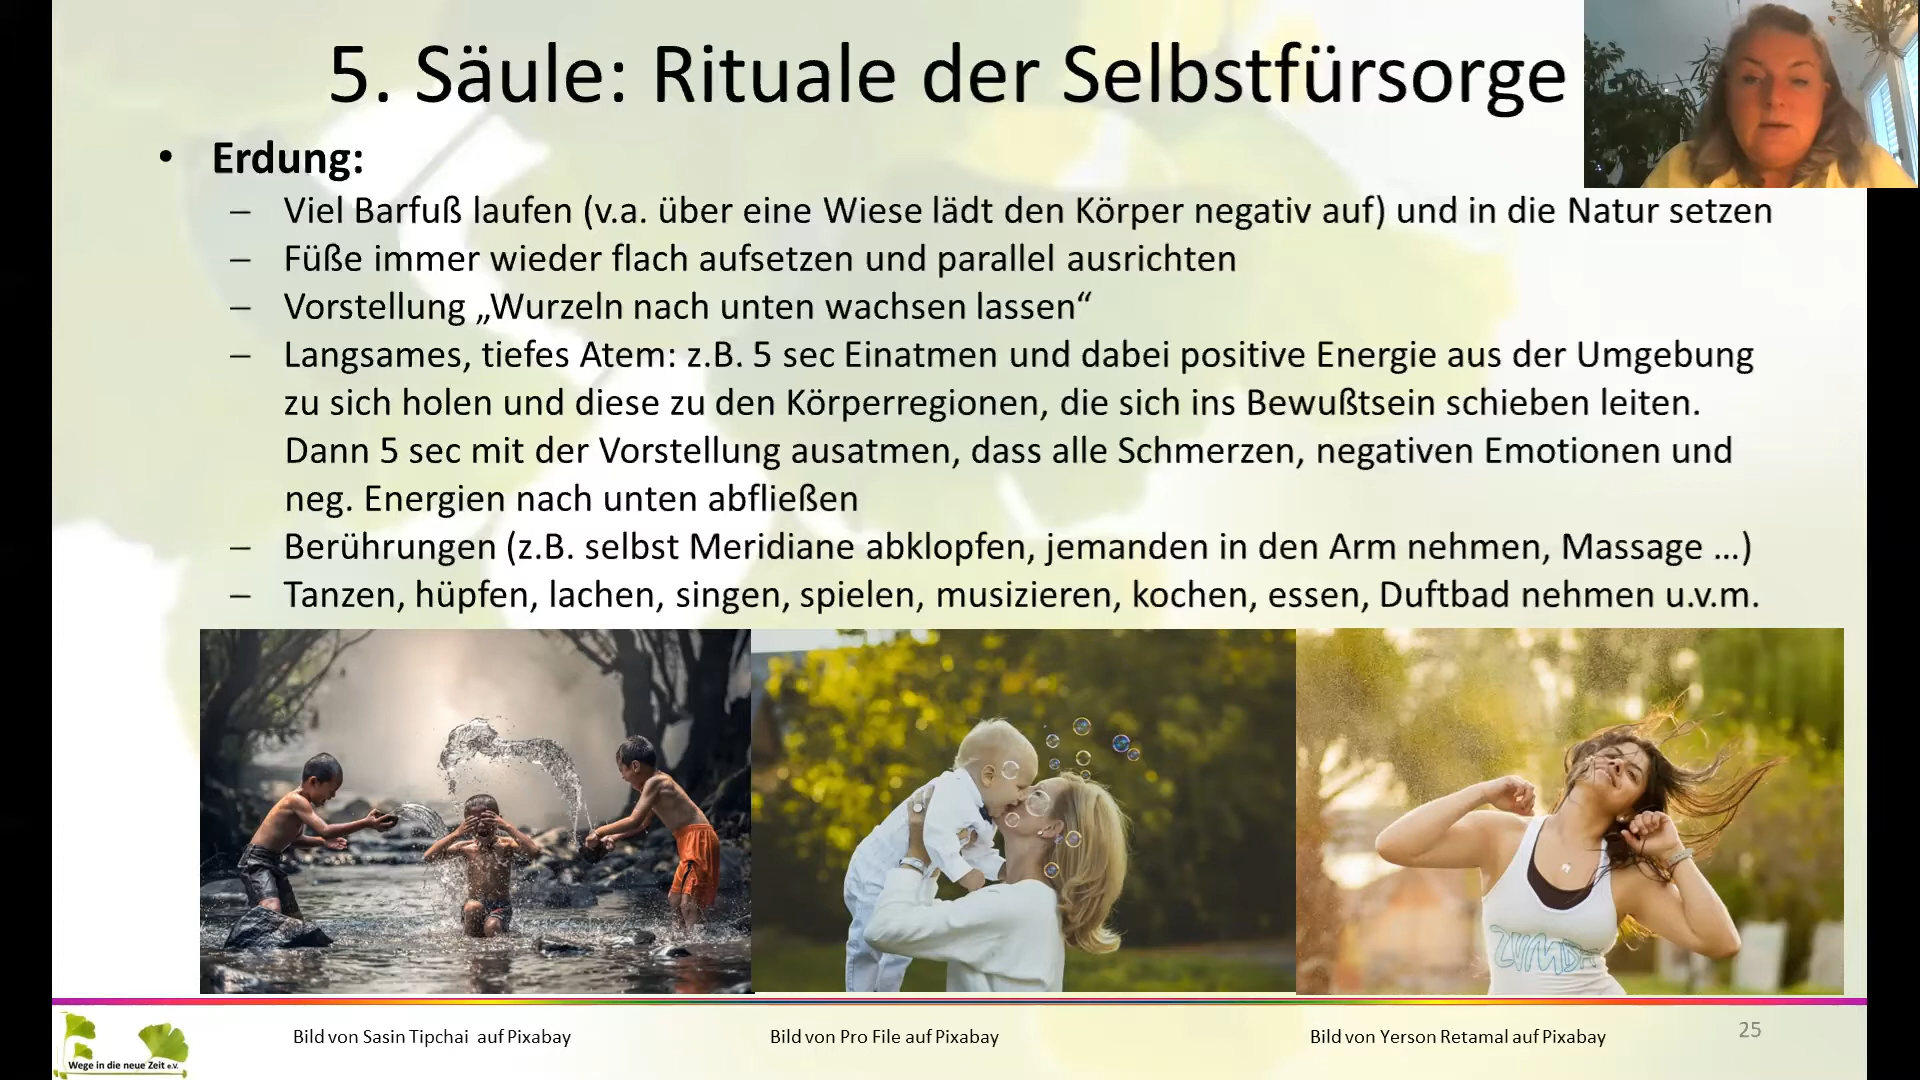 5. Säule: Rituale der Selbstfürsorge
• Erdung:
– Viel Barfuß laufen (v.a. über eine Wiese lädt den Körper negativ auf) und in die Natur setzen
– Füße immer wieder flach aufsetzen und parallel ausrichten
– Vorstellung „Wurzeln nach unten wachsen lassen“
– Langsames, tiefes Atem: z.B. 5 sec Einatmen und dabei positive Energie aus der Umgebung
zu sich holen und diese zu den Körperregionen, die sich ins Bewußtsein schieben leiten.
Dann 5 sec mit der Vorstellung ausatmen, dass alle Schmerzen, negativen Emotionen und
neg. Energien nach unten abfließen
– Berührungen (z.B. selbst Meridiane abklopfen, jemanden in den Arm nehmen, Massage …)
– Tanzen, hüpfen, lachen, singen, spielen, musizieren, kochen, essen, Duftbad nehmen u.v.m.
ZUMBA
Bild von Sasin Tipchai auf Pixabay
Bild von Pro File auf Pixabay
Bild von Yerson Retamal auf Pixabay
25
Wege in die neue Zeit e.V.